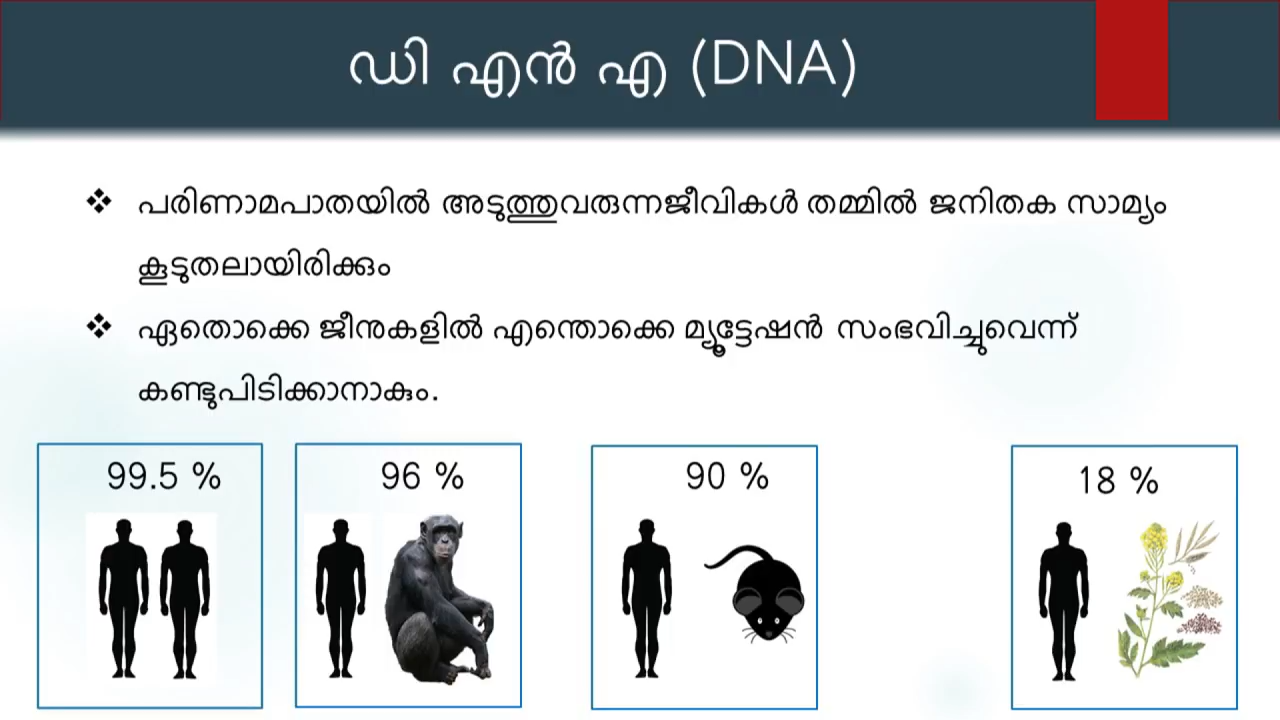 ഡി എൻ എ (DNA)
❖ പരിണാമപാതയിൽ അടുത്തുവരുന്നജീവികൾ തമ്മിൽ ജനിതക സാമ്യം
കൂടുതലായിരിക്കും
❖ ഏതൊക്കെ ജീനുകളിൽ എന്തൊക്കെ മ്യൂട്ടേഷൻ സംഭവിച്ചുവെന്ന്
കണ്ടുപിടിക്കാനാകും.
99.5 %
96 %
90 %
18 %